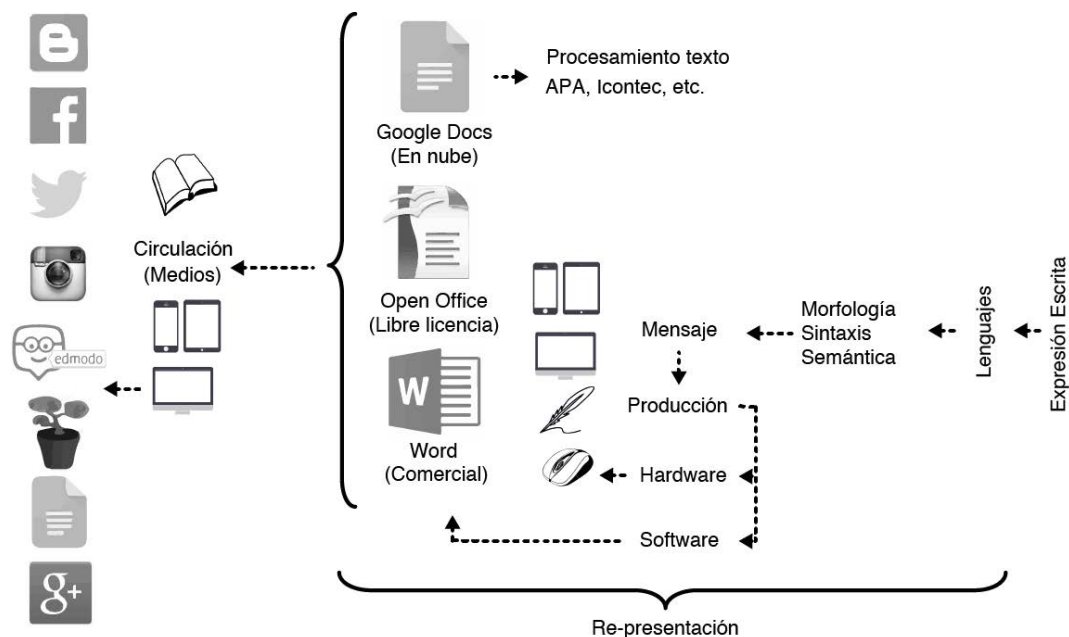 Procesamiento texto
APA, Icontec, etc.
Google Docs
(En nube)
Circulación
(Medios)
Open Office
(Libre licencia)
edmodo
W
Word
(Comercial)
Mensaje
Producción
Hardware
Software
Morfología
Sintaxis
Semántica
Lenguajes
Expresión Escrita
g+
Re-presentación